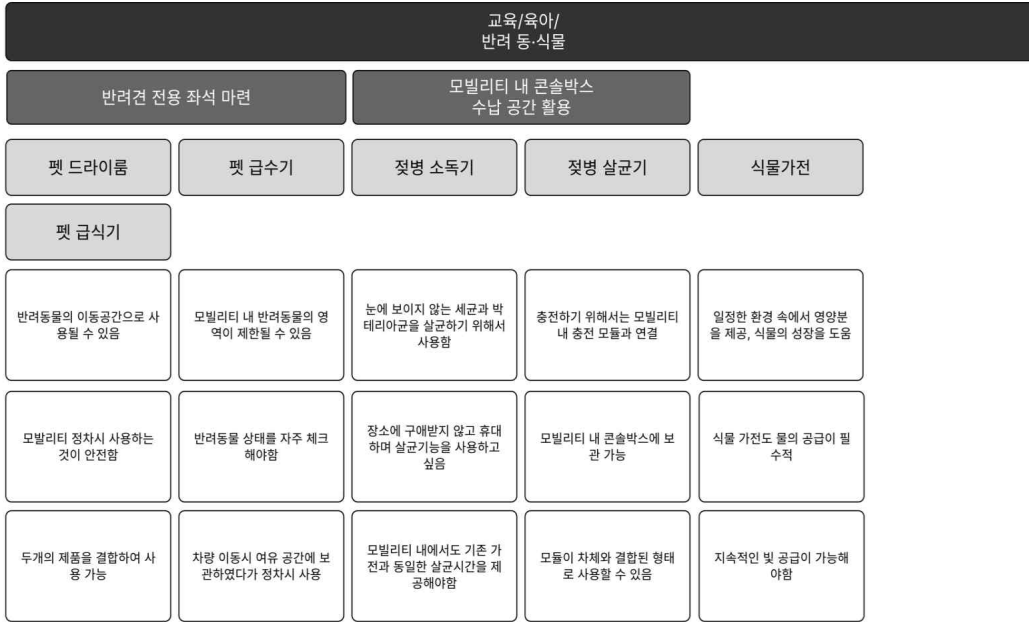 교육/육아/
반려 동·식물
반려견 전용 좌석 마련
모빌리티 내 콘솔박스
수납 공간 활용
펫 드라이룸
펫 급수기
젖병 소독기
젖병 살균기
식물가전
펫 급식기
반려동물의 이동공간으로 사
용될 수 있음
모빌리티 내 반려동물의 영
역이 제한될 수 있음
눈에 보이지 않는 세균과 박
테리아균을 살균하기 위해서
사용함
충전하기 위해서는 모빌리티
내 충전 모듈과 연결
일정한 환경 속에서 영양분
을 제공, 식물의 성장을 도움
모발리티 정차시 사용하는
것이 안전함
반려동물 상태를 자주 체크
해야함
장소에 구애받지 않고 휴대
하며 살균기능을 사용하고
싶음
모빌리티 내 콘솔박스에 보
관 가능
식물 가전도 물의 공급이 필
수적
두개의 제품을 결합하여 사
용 가능
차량 이동시 여유 공간에 보
관하였다가 정차시 사용
모빌리티 내에서도 기존 가
전과 동일한 살균시간을 제
공해야함
모듈이 차체와 결합된 형태
로 사용할 수 있음
지속적인 빛 공급이 가능해
야함